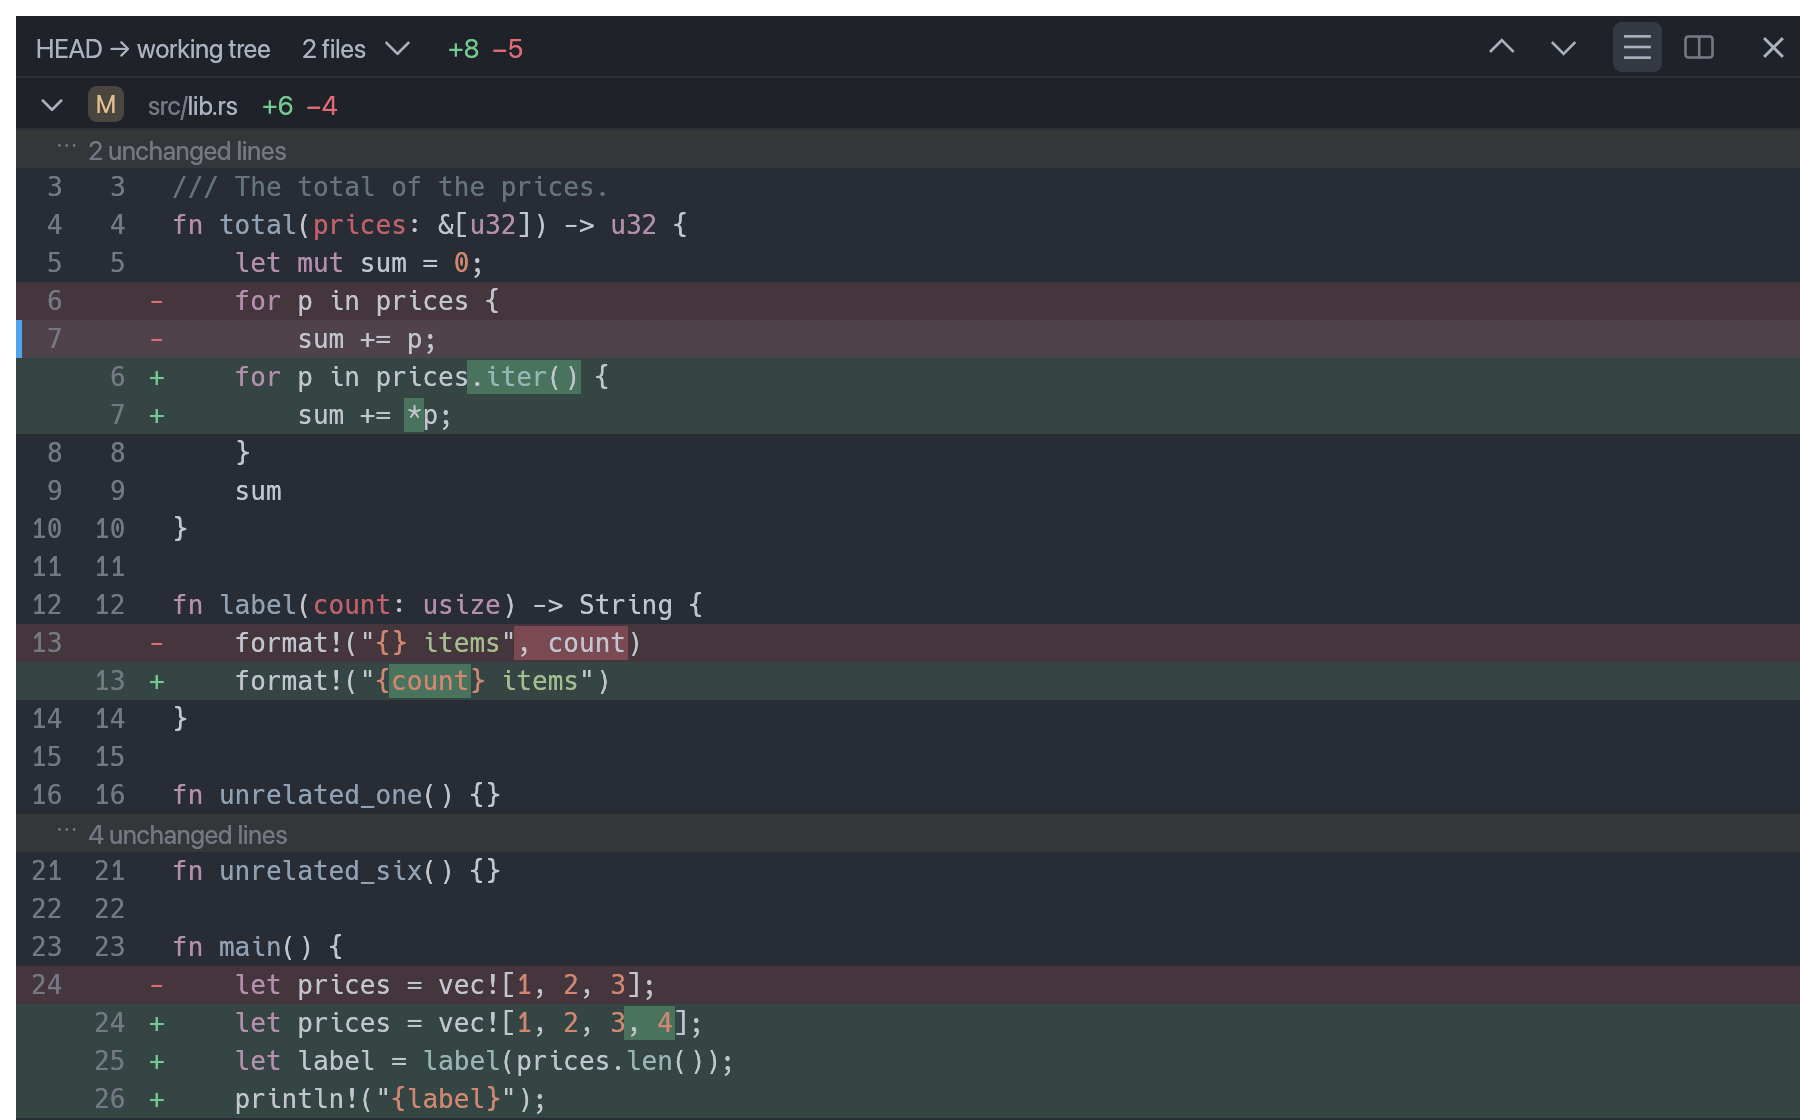 HEAD → working tree 2 files +8 −5
M src/lib.rs +6 −4
··· 2 unchanged lines
3 3 /// The total of the prices.
4 4 fn total(prices: &[u32]) -> u32 {
5 5     let mut sum = 0;
6 -     for p in prices {
7 -         sum += p;
6 +     for p in prices.iter() {
7 +         sum += *p;
8 8     }
9 9     sum
10 10 }
11 11
12 12 fn label(count: usize) -> String {
13 -     format!("{} items", count)
13 +     format!("{count} items")
14 14 }
15 15
16 16 fn unrelated_one() {}
··· 4 unchanged lines
21 21 fn unrelated_six() {}
22 22
23 23 fn main() {
24 -     let prices = vec![1, 2, 3];
24 +     let prices = vec![1, 2, 3, 4];
25 +     let label = label(prices.len());
26 +     println!("{label}");